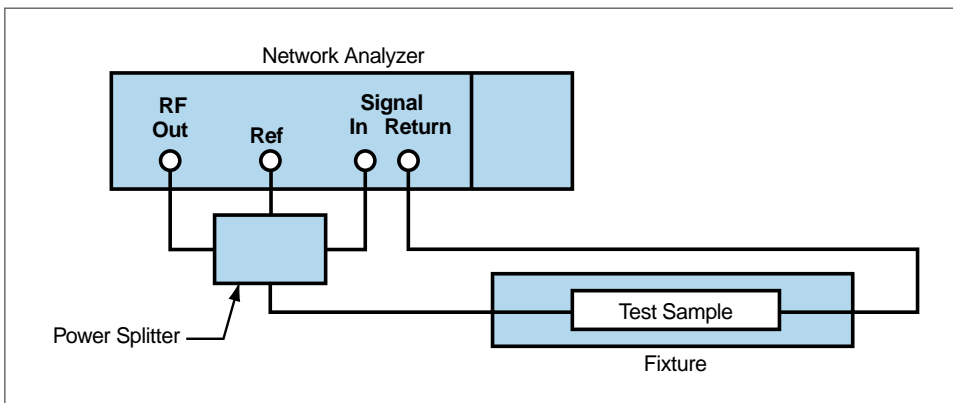 Network Analyzer
RF
Out
Ref
Signal
In Return
Power Splitter
Test Sample
Fixture